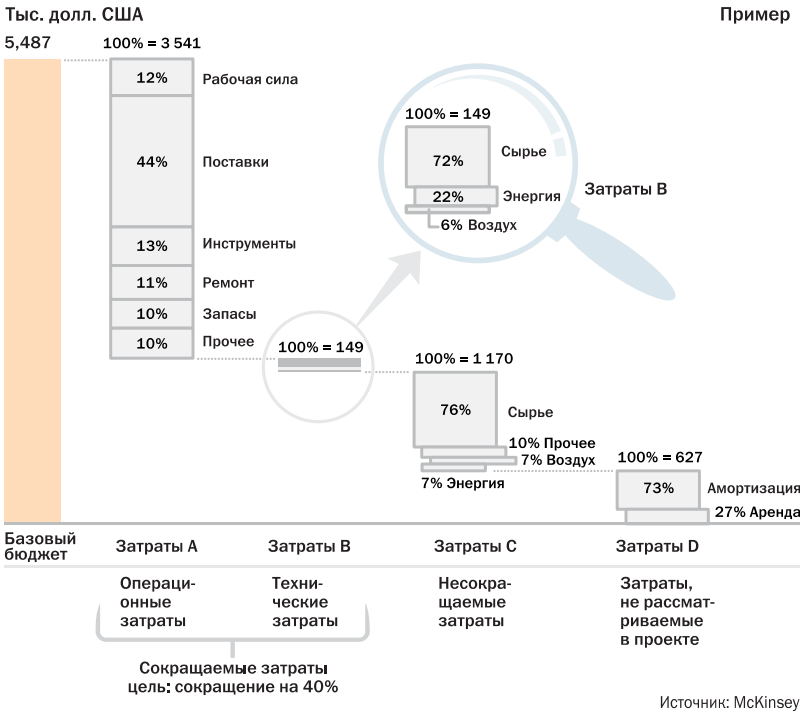 Тыс. долл. США
Пример
5,487
100% = 3 541
12%
Рабочая сила
44%
Поставки
13%
Инструменты
11%
Ремонт
10%
Запасы
10%
Прочее
100% = 149
100% = 149
72%
Сырье
22%
Энергия
6% Воздух
Затраты B
100% = 1 170
76%
Сырье
10% Прочее
7% Воздух
7% Энергия
100% = 627
73%
Амортизация
27% Аренда
Базовый
бюджет
Затраты A
Затраты B
Затраты C
Затраты D
Операци-
онные
затраты
Техни-
ческие
затраты
Несокра-
щаемые
затраты
Затраты,
не рассмат-
риваемые
в проекте
Сокращаемые затраты
цель: сокращение на 40%
Источник: McKinsey